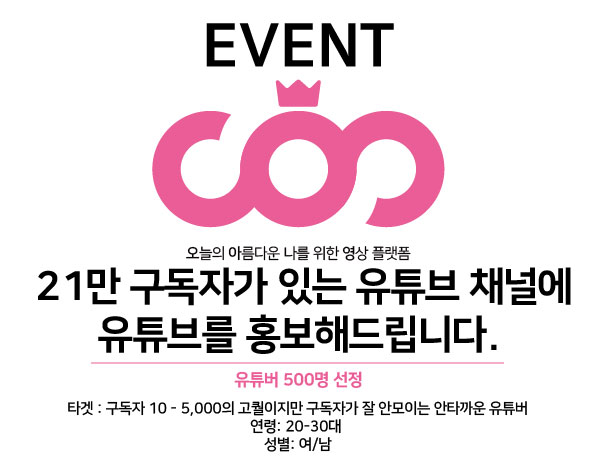 EVENT
오늘의 아름다운 나를 위한 영상 플랫폼
21만 구독자가 있는 유튜브 채널에
유튜브를 홍보해드립니다.
유튜버 500명 선정
타겟 : 구독자 10 - 5,000의 고퀄이지만 구독자가 잘 안모이는 안타까운 유튜버
연령: 20-30대
성별: 여/남